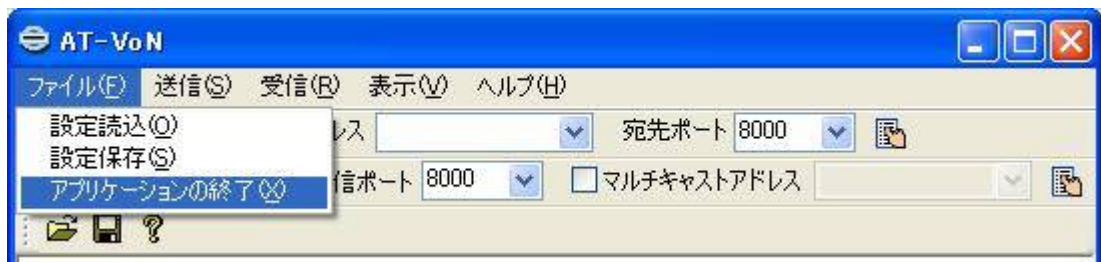 AT-VoN
ファイル(F) 送信(S) 受信(R) 表示(V) ヘルプ(H)
設定読込(O)
レス 宛先ポート 8000
設定保存(S)
アプリケーションの終了(X)
信ポート 8000 マルチキャストアドレス